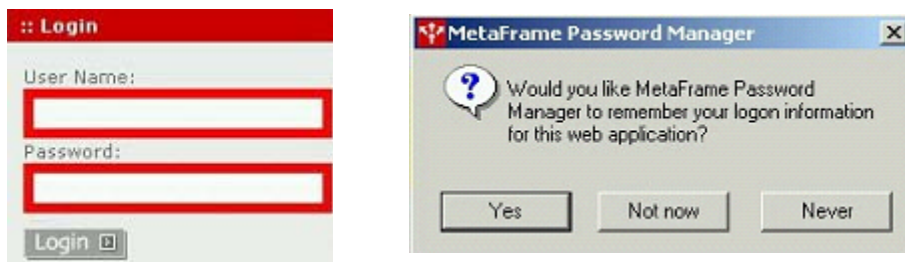 :: Login
User Name:
Password:
Login
MetaFrame Password Manager
Would you like MetaFrame Password
Manager to remember your logon information
for this web application?
Yes
Not now
Never